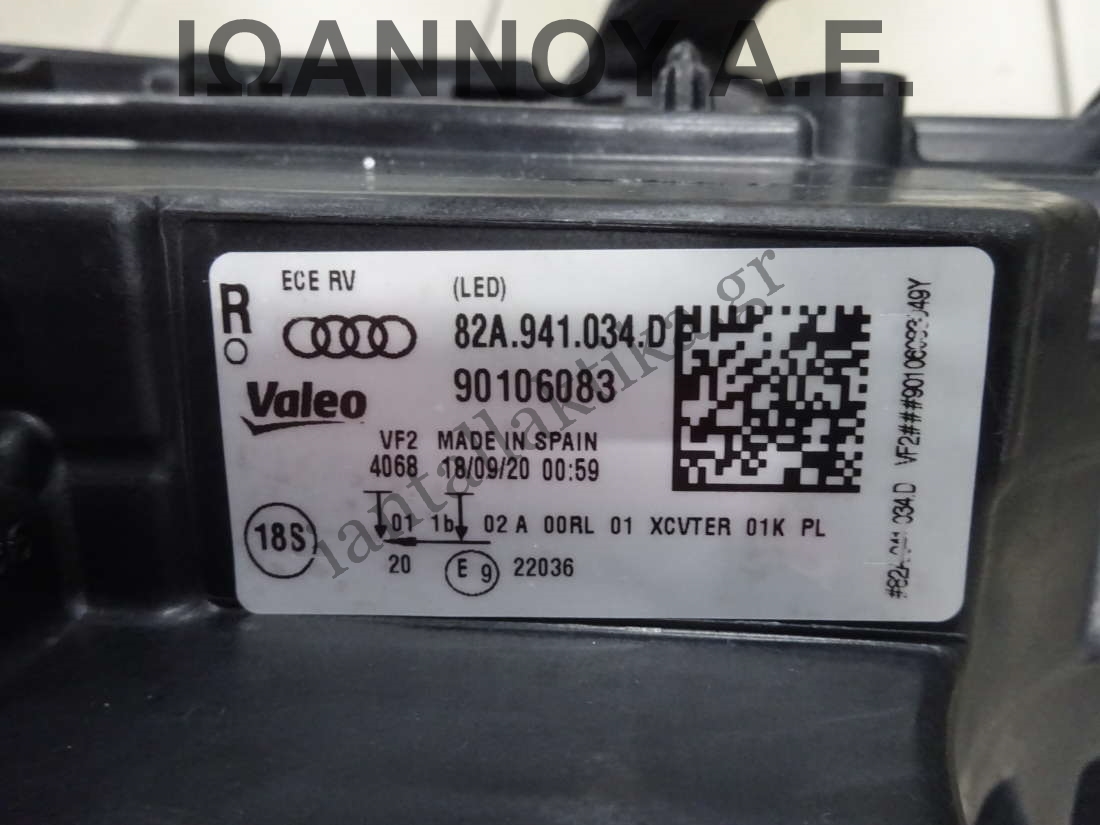 ΙΩΑΝΝΟΥ Α.Ε.
R
ECE RV
(LED)
82A.941.034.D
90106083
Valeo
VF2 MADE IN SPAIN
4068 18/09/20 00:59
18S
01 1b 02 A 00RL 01 XCVTER 01K PL
20 E 9 22036
iantallaktika.gr